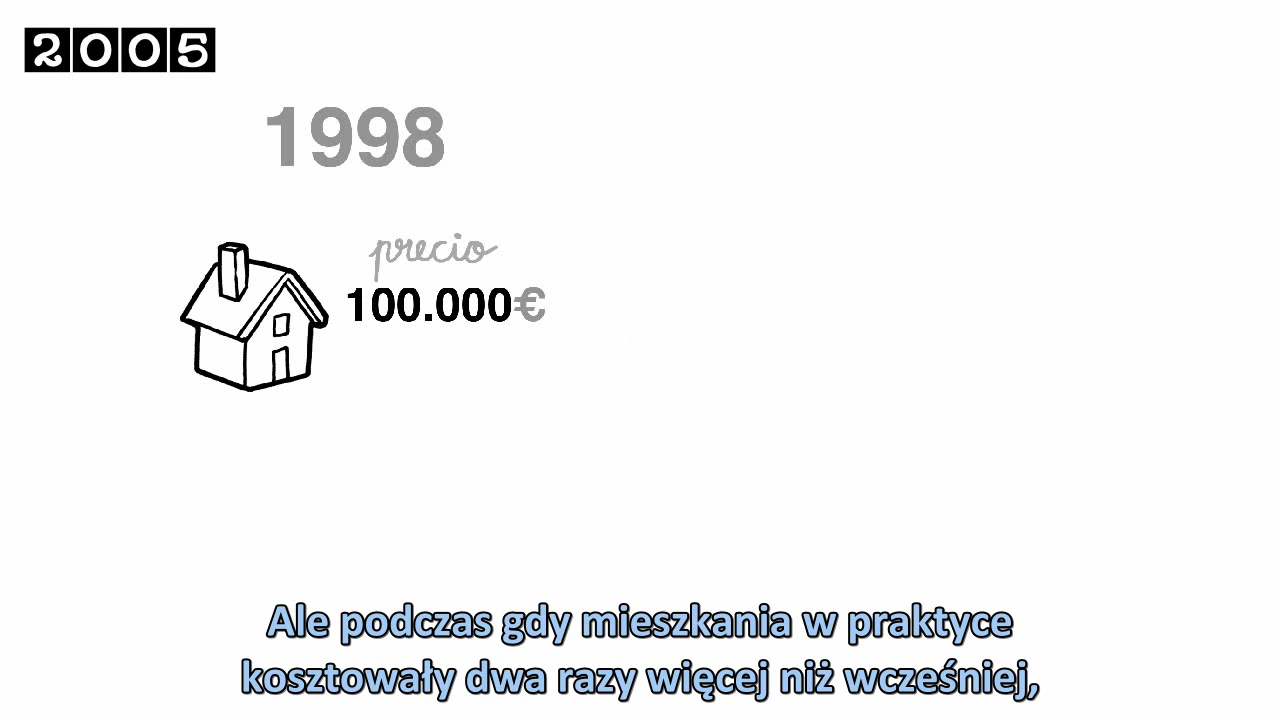 2005
1998
precio
100.000€
Ale podczas gdy mieszkania w praktyce
kosztowały dwa razy więcej niż wcześniej,